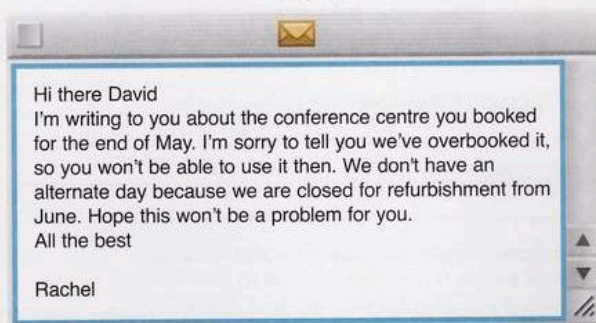 Hi there David
I'm writing to you about the conference centre you booked
for the end of May. I'm sorry to tell you we've overbooked it,
so you won't be able to use it then. We don't have an
alternate day because we are closed for refurbishment from
June. Hope this won't be a problem for you.
All the best
Rachel